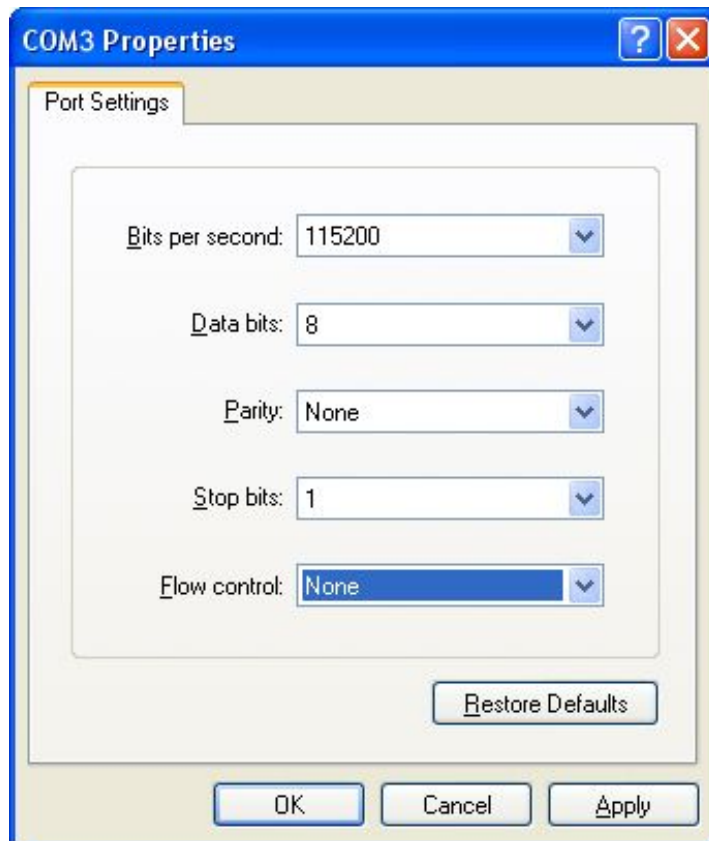 COM3 Properties
Port Settings
Bits per second: 115200
Data bits: 8
Parity: None
Stop bits: 1
Flow control: None
Restore Defaults
OK Cancel Apply